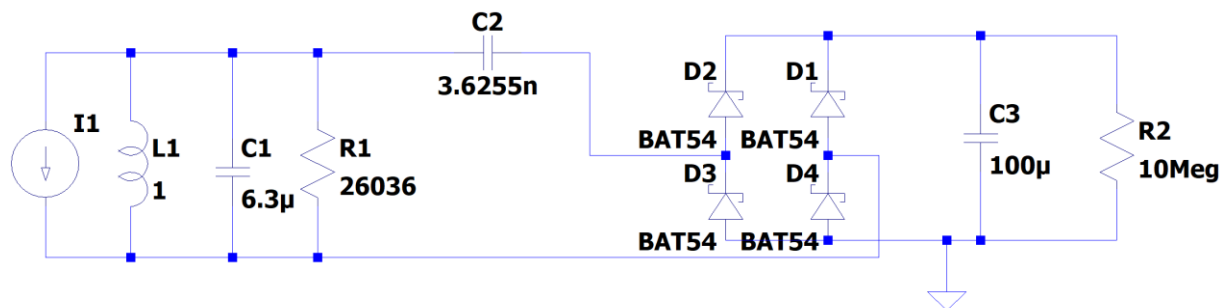 C2
3.6255n
I1
L1
1
C1
6.3µ
R1
26036
D2
D1
BAT54
BAT54
D3
D4
BAT54
BAT54
C3
100µ
R2
10Meg